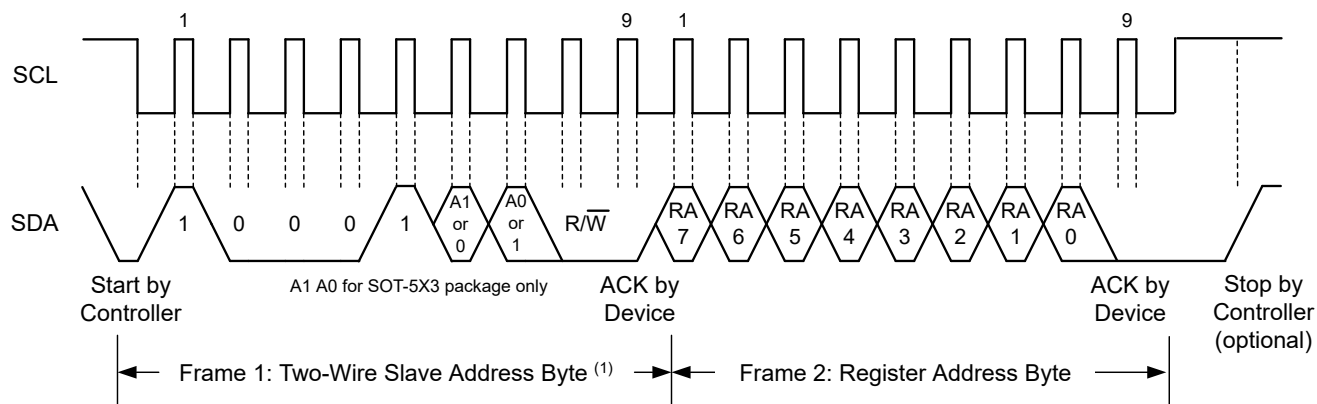 1 9 1 9
SCL
SDA
1 0 0 0 1 A1 or 0 A0 or 1 R/W̅ RA 7 RA 6 RA 5 RA 4 RA 3 RA 2 RA 1 RA 0
Start by
Controller
A1 A0 for SOT-5X3 package only
ACK by
Device
ACK by
Device
Stop by
Controller
(optional)
Frame 1: Two-Wire Slave Address Byte (1)
Frame 2: Register Address Byte